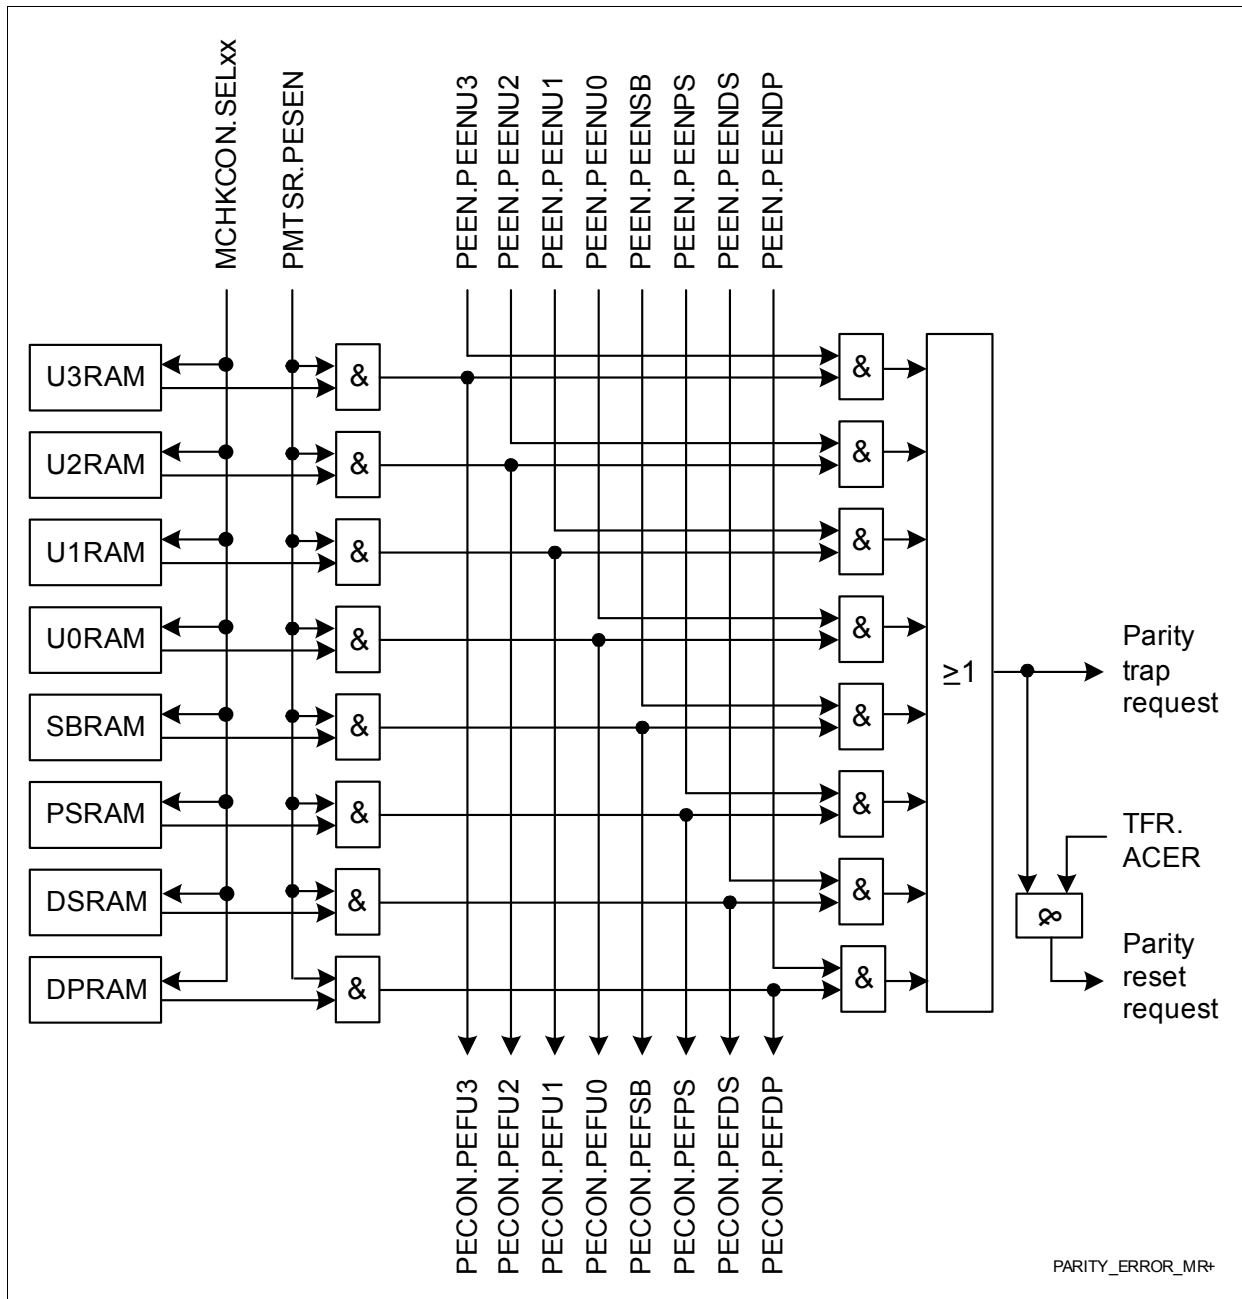 MCHKCON.SELxx
PMTSR.PESEN
PEEN.PEENU3
PEEN.PEENU2
PEEN.PEENU1
PEEN.PEENU0
PEEN.PEENSB
PEEN.PEENPS
PEEN.PEENDS
PEEN.PEENDP
U3RAM
&
&
U2RAM
&
&
U1RAM
&
&
U0RAM
&
&
SBRAM
&
&
PSRAM
&
&
DSRAM
&
&
DPRAM
&
&
≥1
Parity
trap
request
TFR.
ACER
&
Parity
reset
request
PECON.PEFU3
PECON.PEFU2
PECON.PEFU1
PECON.PEFU0
PECON.PEFSB
PECON.PEFPS
PECON.PEFDS
PECON.PEFDP
PARITY_ERROR_MR+